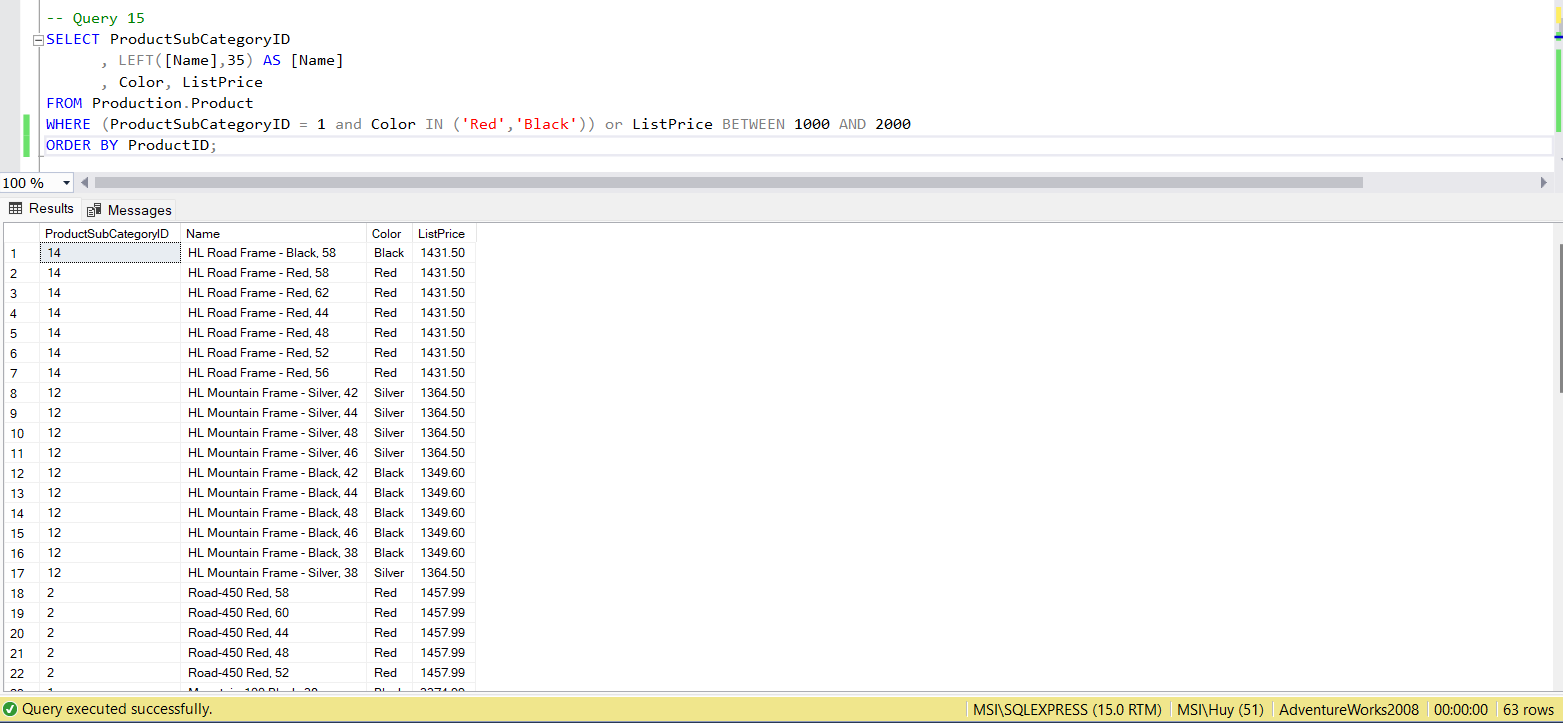 -- Query 15
SELECT ProductSubCategoryID
, LEFT([Name],35) AS [Name]
, Color, ListPrice
FROM Production.Product
WHERE (ProductSubCategoryID = 1 and Color IN ('Red','Black')) or ListPrice BETWEEN 1000 AND 2000
ORDER BY ProductID;
100 %
Results Messages
ProductSubCategoryID Name Color ListPrice
1 14 HL Road Frame - Black, 58 Black 1431.50
2 14 HL Road Frame - Red, 58 Red 1431.50
3 14 HL Road Frame - Red, 62 Red 1431.50
4 14 HL Road Frame - Red, 44 Red 1431.50
5 14 HL Road Frame - Red, 48 Red 1431.50
6 14 HL Road Frame - Red, 52 Red 1431.50
7 14 HL Road Frame - Red, 56 Red 1431.50
8 12 HL Mountain Frame - Silver, 42 Silver 1364.50
9 12 HL Mountain Frame - Silver, 44 Silver 1364.50
10 12 HL Mountain Frame - Silver, 48 Silver 1364.50
11 12 HL Mountain Frame - Silver, 46 Silver 1364.50
12 12 HL Mountain Frame - Black, 42 Black 1349.60
13 12 HL Mountain Frame - Black, 44 Black 1349.60
14 12 HL Mountain Frame - Black, 48 Black 1349.60
15 12 HL Mountain Frame - Black, 46 Black 1349.60
16 12 HL Mountain Frame - Black, 38 Black 1349.60
17 12 HL Mountain Frame - Silver, 38 Silver 1364.50
18 2 Road-450 Red, 58 Red 1457.99
19 2 Road-450 Red, 60 Red 1457.99
20 2 Road-450 Red, 44 Red 1457.99
21 2 Road-450 Red, 48 Red 1457.99
22 2 Road-450 Red, 52 Red 1457.99
Query executed successfully. MSI\SQLEXPRESS (15.0 RTM) MSI\Huy (51) AdventureWorks2008 00:00:00 63 rows